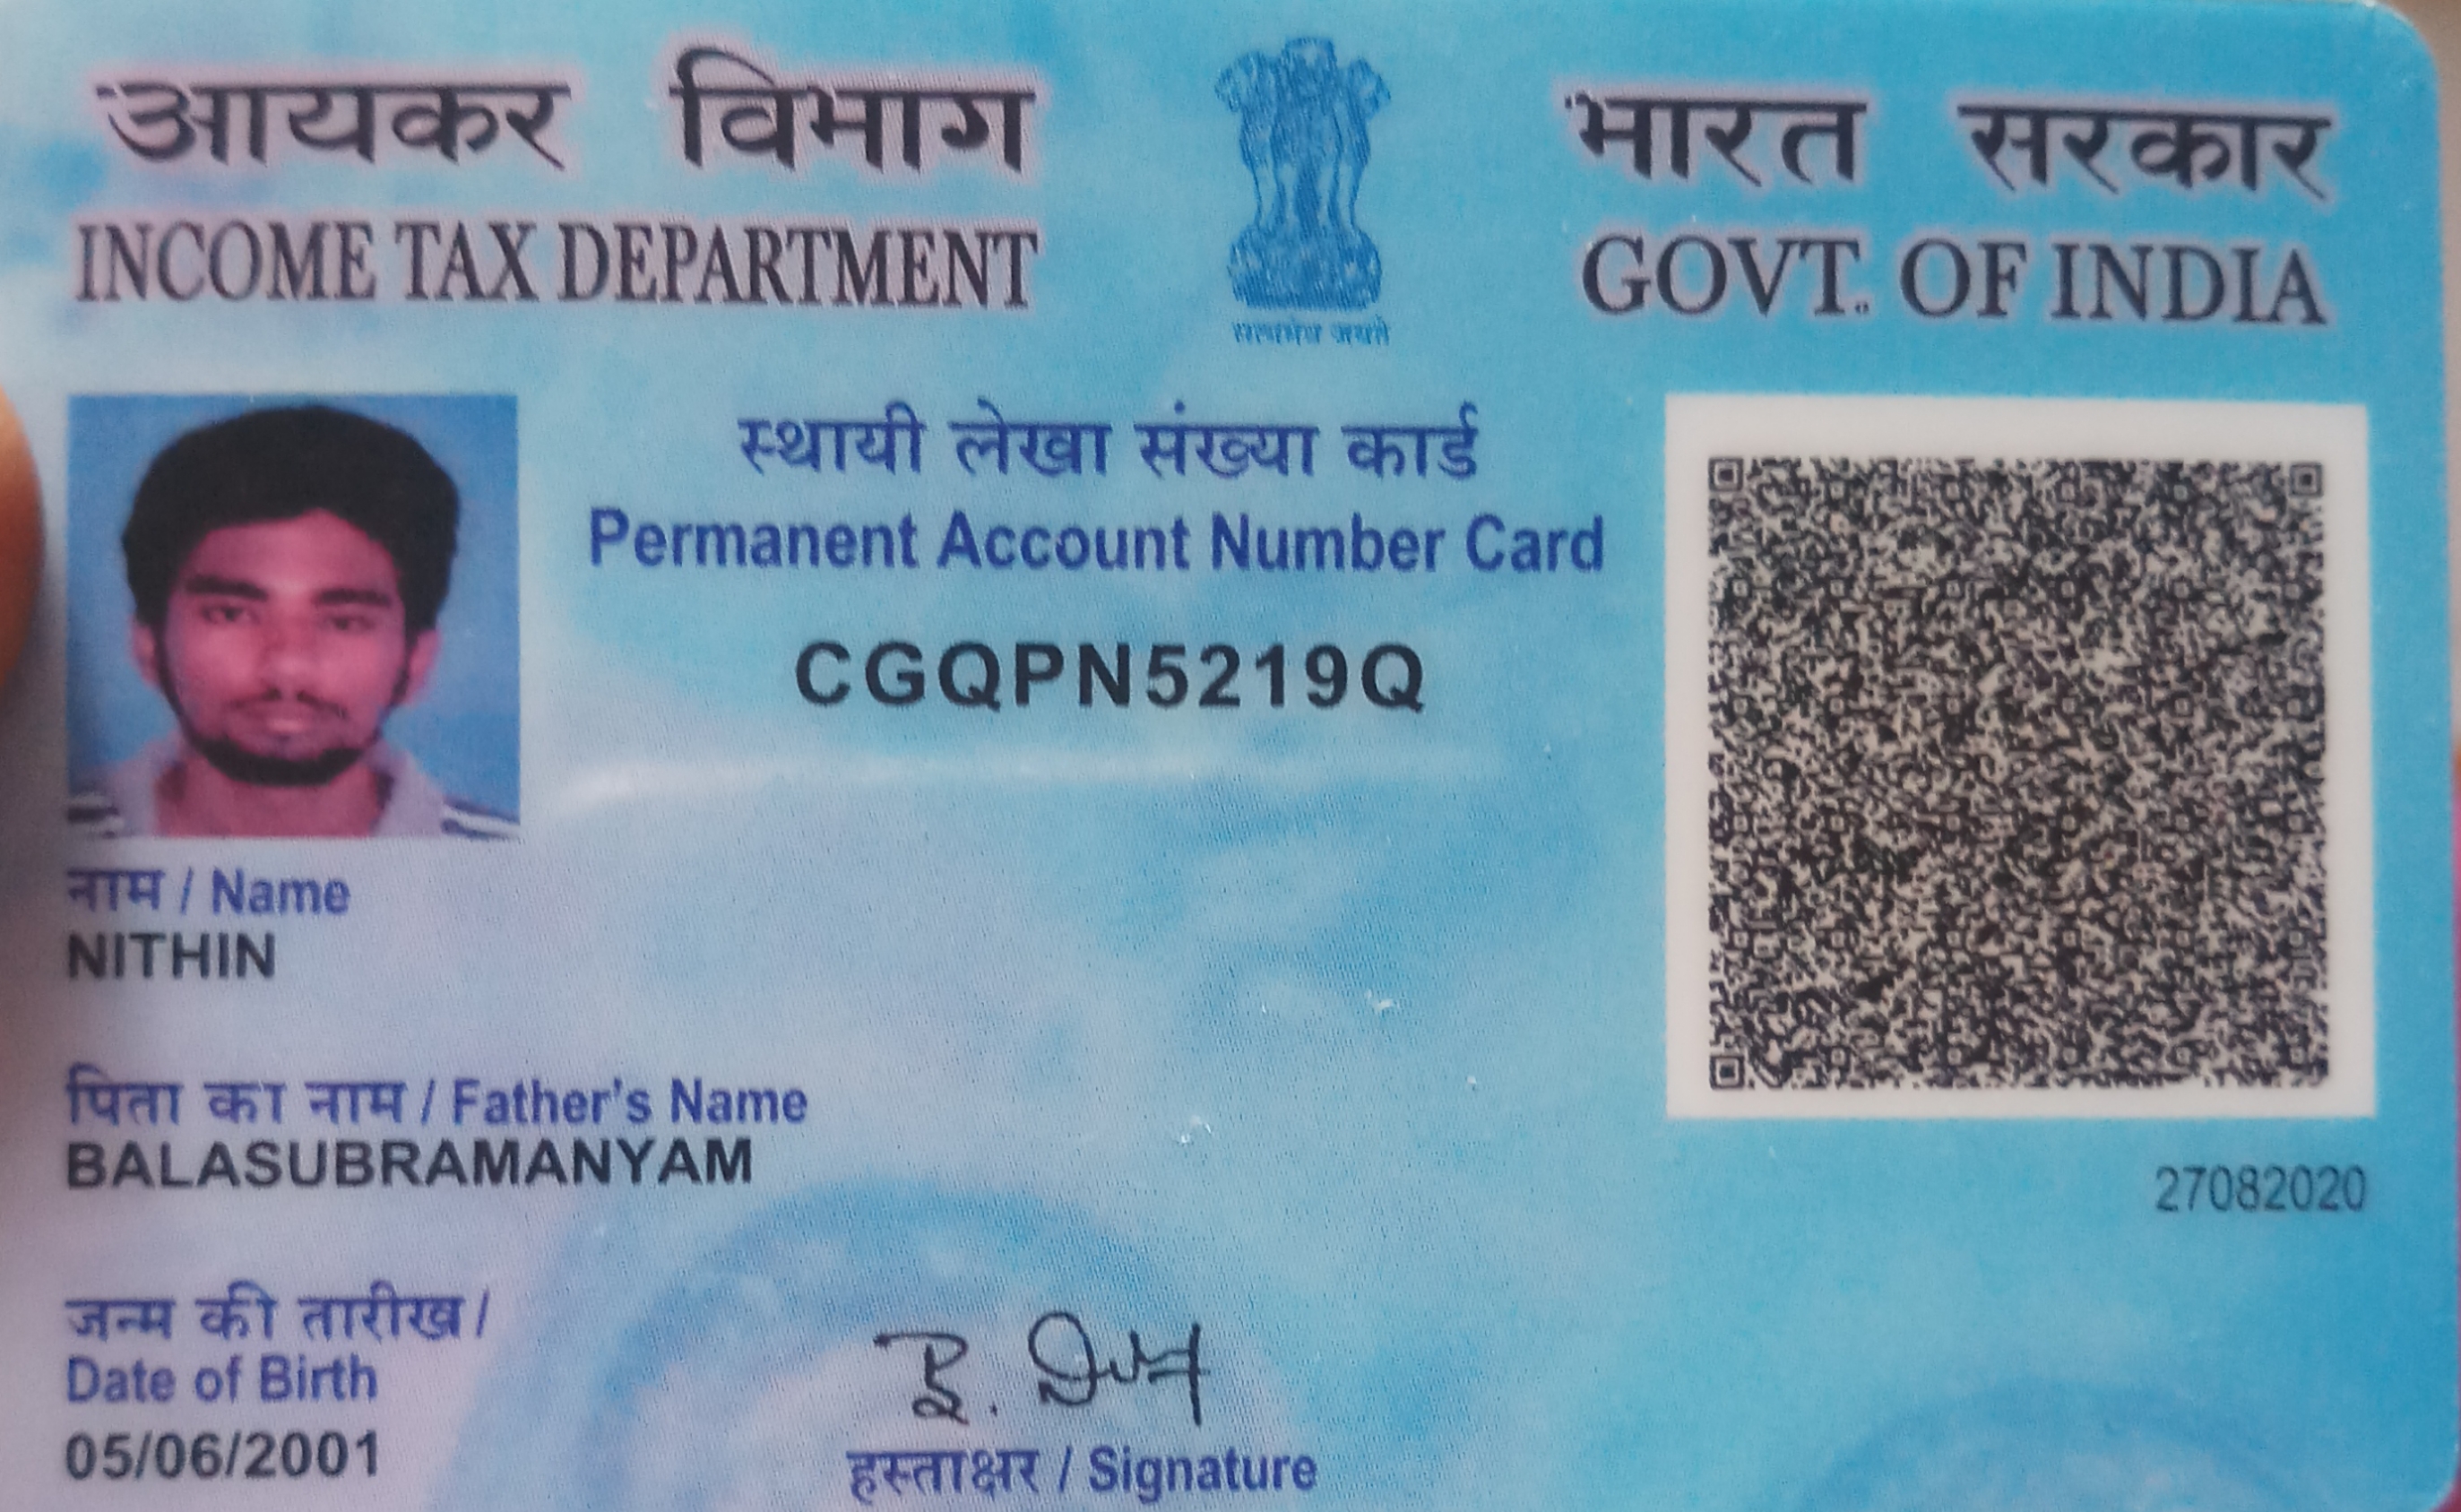 आयकर विभाग
INCOME TAX DEPARTMENT
सत्यमेव जयते
भारत सरकार
GOVT. OF INDIA
स्थायी लेखा संख्या कार्ड
Permanent Account Number Card
CGQPN5219Q
नाम / Name
NITHIN
पिता का नाम / Father's Name
BALASUBRAMANYAM
27082020
जन्म की तारीख /
Date of Birth
05/06/2001
हस्ताक्षर / Signature